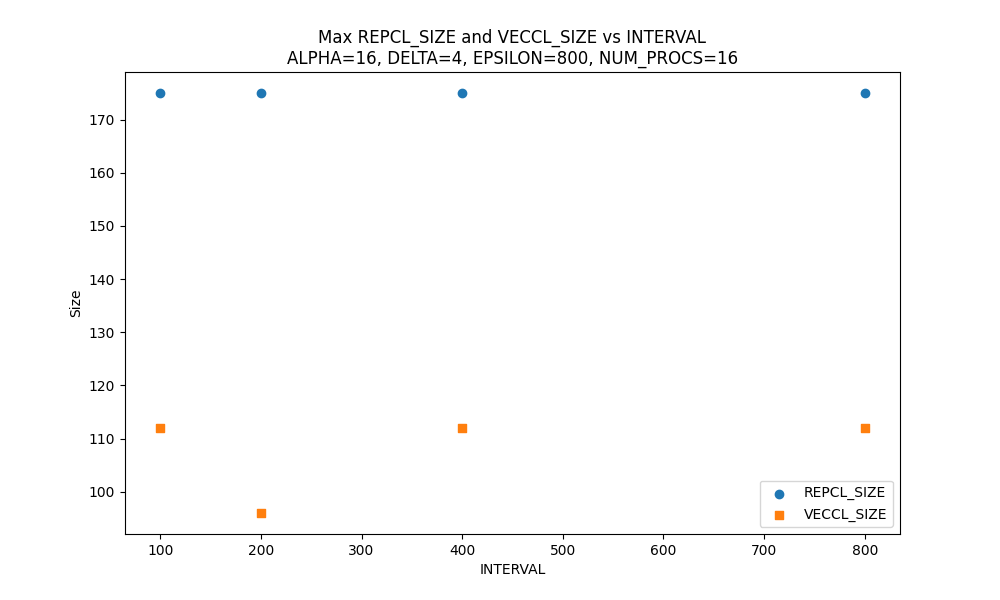 Max REPCL_SIZE and VECCL_SIZE vs INTERVAL
ALPHA=16, DELTA=4, EPSILON=800, NUM_PROCS=16
170
160
150
140
130
120
110
100
Size
REPCL_SIZE
VECCL_SIZE
100 200 300 400 500 600 700 800
INTERVAL